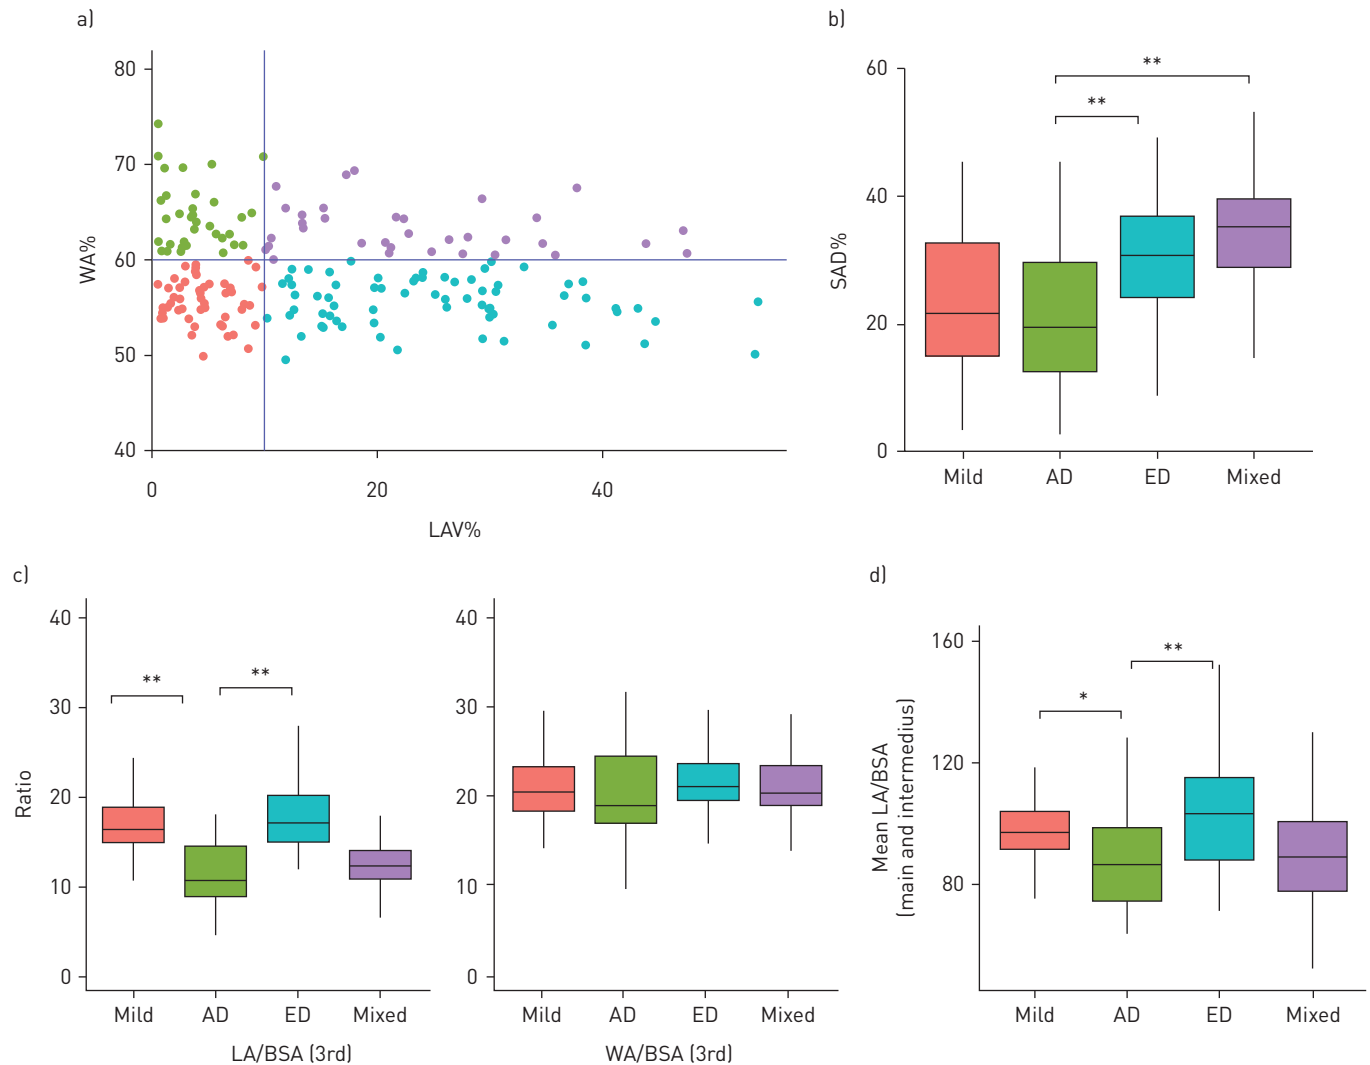 a)
80
70
60
50
40
WA%
0
20
40
LAV%
b)
60
40
20
0
SAD%
**
**
Mild
AD
ED
Mixed
c)
40
30
20
10
0
Ratio
**
**
Mild
AD
ED
Mixed
LA/BSA (3rd)
40
30
20
10
0
Mild
AD
ED
Mixed
WA/BSA (3rd)
d)
160
120
80
Mean LA/BSA
(main and intermedius)
*
**
Mild
AD
ED
Mixed